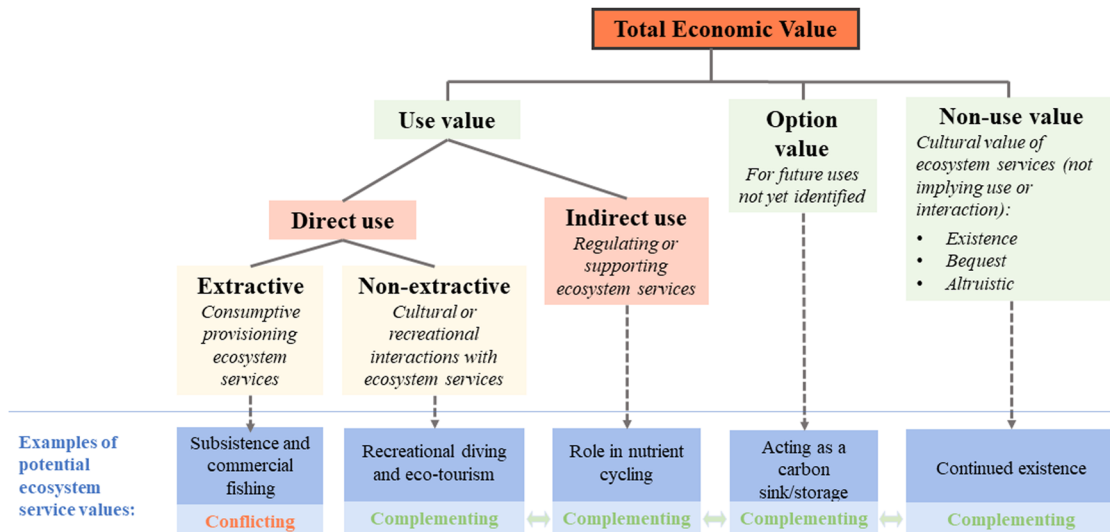 Total Economic Value
Use value
Option
value
For future uses
not yet identified
Non-use value
Cultural value of
ecosystem services (not
implying use or
interaction):
• Existence
• Bequest
• Altruistic
Direct use
Indirect use
Regulating or
supporting
ecosystem services
Extractive
Consumptive
provisioning
ecosystem
services
Non-extractive
Cultural or
recreational
interactions with
ecosystem services
Examples of
potential
ecosystem
service values:
Subsistence and
commercial
fishing
Conflicting
Recreational diving
and eco-tourism
Complementing
Role in nutrient
cycling
Complementing
Acting as a
carbon
sink/storage
Complementing
Continued existence
Complementing